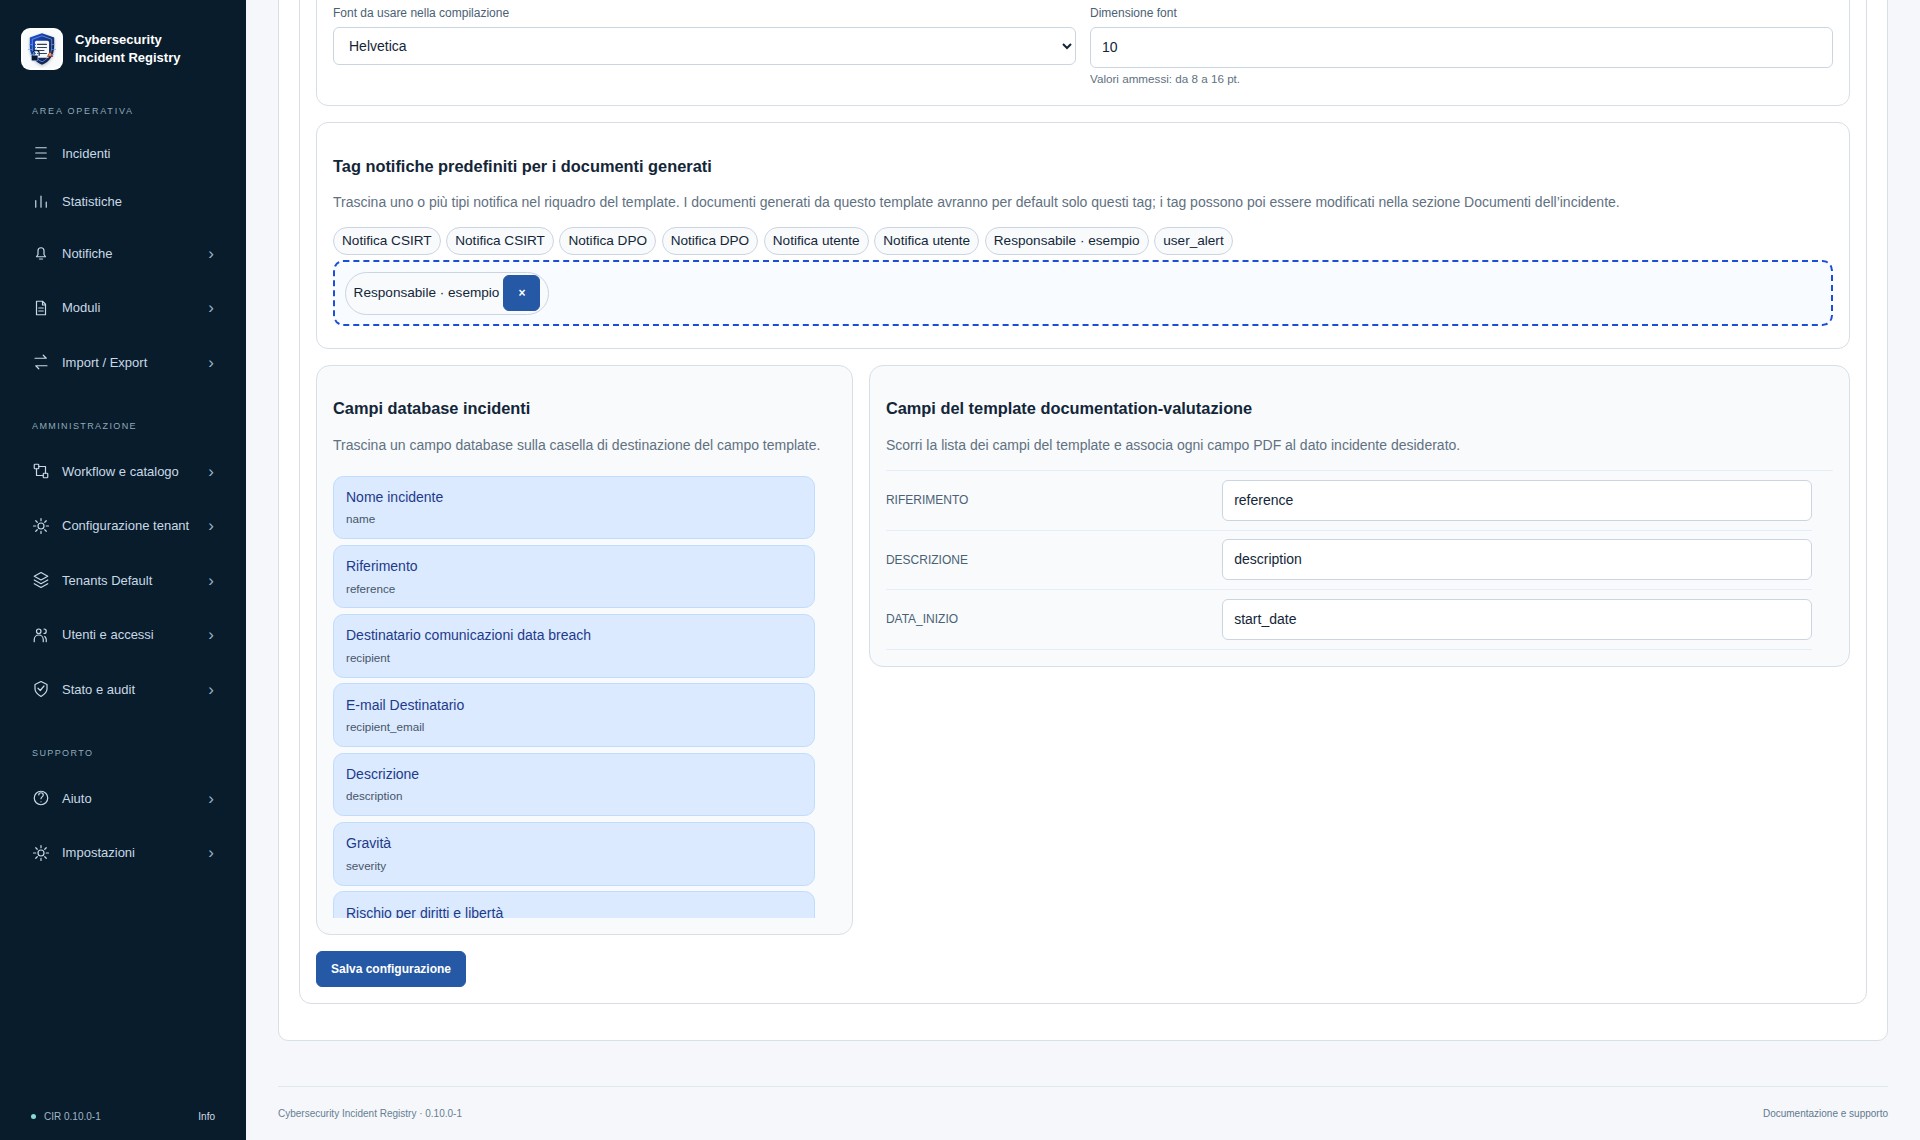 Cybersecurity
Incident Registry
AREA OPERATIVA
Incidenti
Statistiche
Notifiche
Moduli
Import / Export
AMMINISTRAZIONE
Workflow e catalogo
Configurazione tenant
Tenants Default
Utenti e accessi
Stato e audit
SUPPORTO
Aiuto
Impostazioni
CIR 0.10.0-1
Info
Font da usare nella compilazione
Helvetica
Dimensione font
10
Valori ammessi: da 8 a 16 pt.
Tag notifiche predefiniti per i documenti generati
Trascina uno o più tipi notifica nel riquadro del template. I documenti generati da questo template avranno per default solo questi tag; i tag possono poi essere modificati nella sezione Documenti dell’incidente.
Notifica CSIRT Notifica CSIRT Notifica DPO Notifica DPO Notifica utente Notifica utente Responsabile · esempio user_alert
Responsabile · esempio ×
Campi database incidenti
Trascina un campo database sulla casella di destinazione del campo template.
Nome incidente
name
Riferimento
reference
Destinatario comunicazioni data breach
recipient
E-mail Destinatario
recipient_email
Descrizione
description
Gravità
severity
Rischio per diritti e libertà
Campi del template documentation-valutazione
Scorri la lista dei campi del template e associa ogni campo PDF al dato incidente desiderato.
RIFERIMENTO reference
DESCRIZIONE description
DATA_INIZIO start_date
Salva configurazione
Cybersecurity Incident Registry · 0.10.0-1
Documentazione e supporto